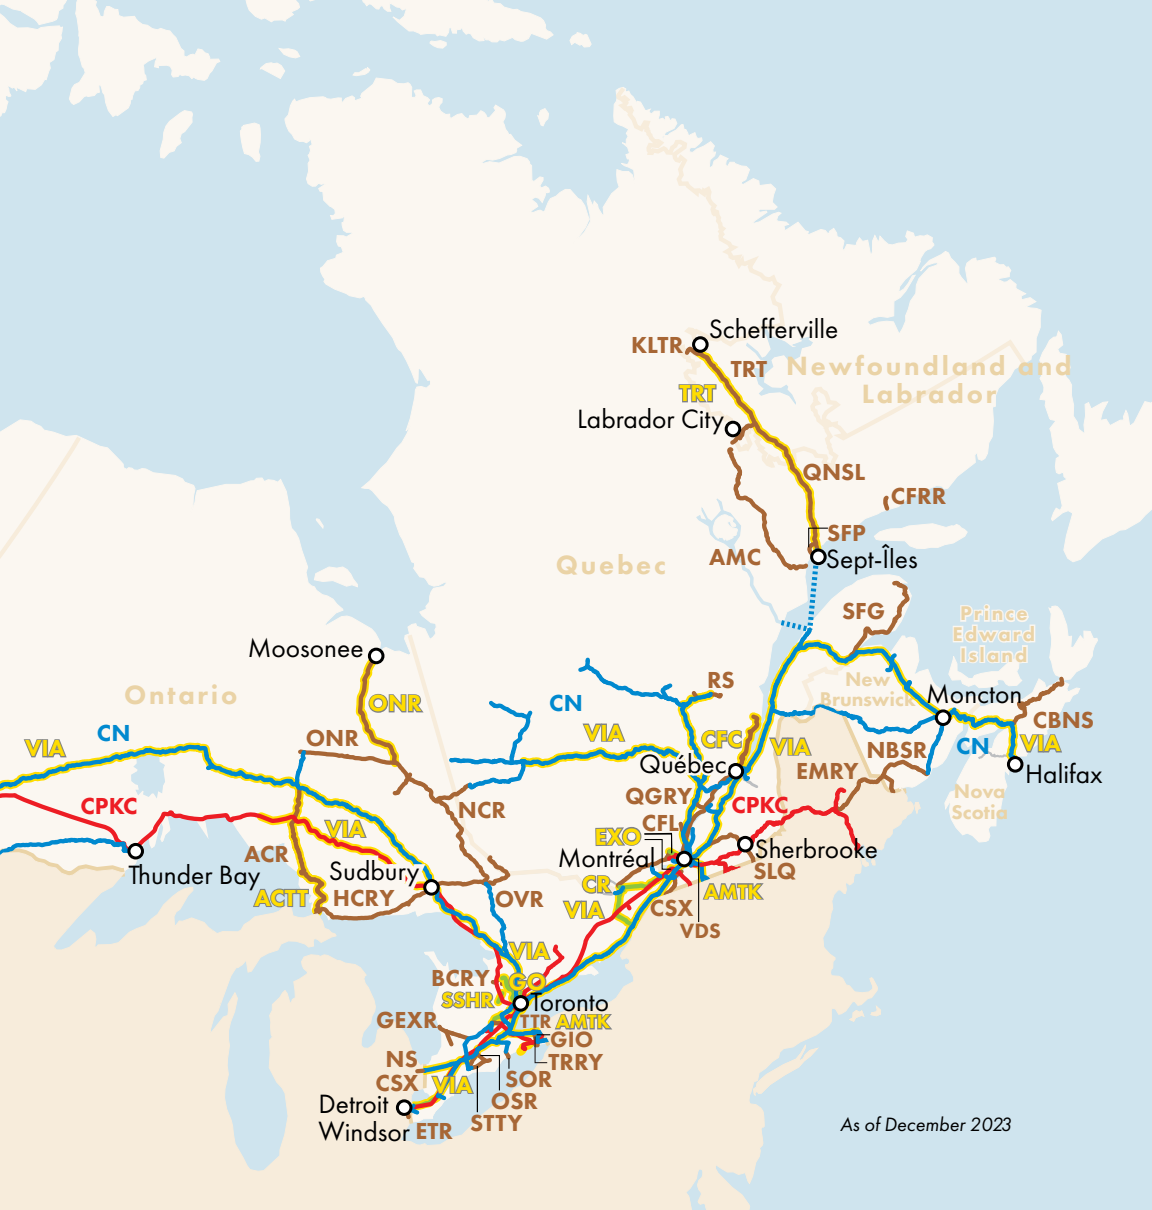 Schefferville
KLTR
TRT
Newfoundland and
Labrador
TRT
Labrador City
QNSL
CFRR
SFP
AMC
Sept-Îles
Quebec
SFG
Prince
Edward
Island
Moosonee
Ontario
ONR
CN
RS
New
Brunswick
Moncton
CBNS
VIA
CN
ONR
VIA
CFC
VIA
NBSR
CN
VIA
Québec
EMRY
Halifax
CPKC
NCR
QGRY
CPKC
Nova
Scotia
VIA
EXO
CFL
ACR
Thunder Bay
Sudbury
Montréal
Sherbrooke
SLQ
ACTT
HCRY
OVR
CR
VIA
AMTK
CSX
VDS
VIA
BCRY
GO
SSHR
Toronto
GEXR
TTR
AMTK
GIO
NS
TRRY
CSX
VIA
SOR
OSR
Detroit
STTY
Windsor
ETR
As of December 2023